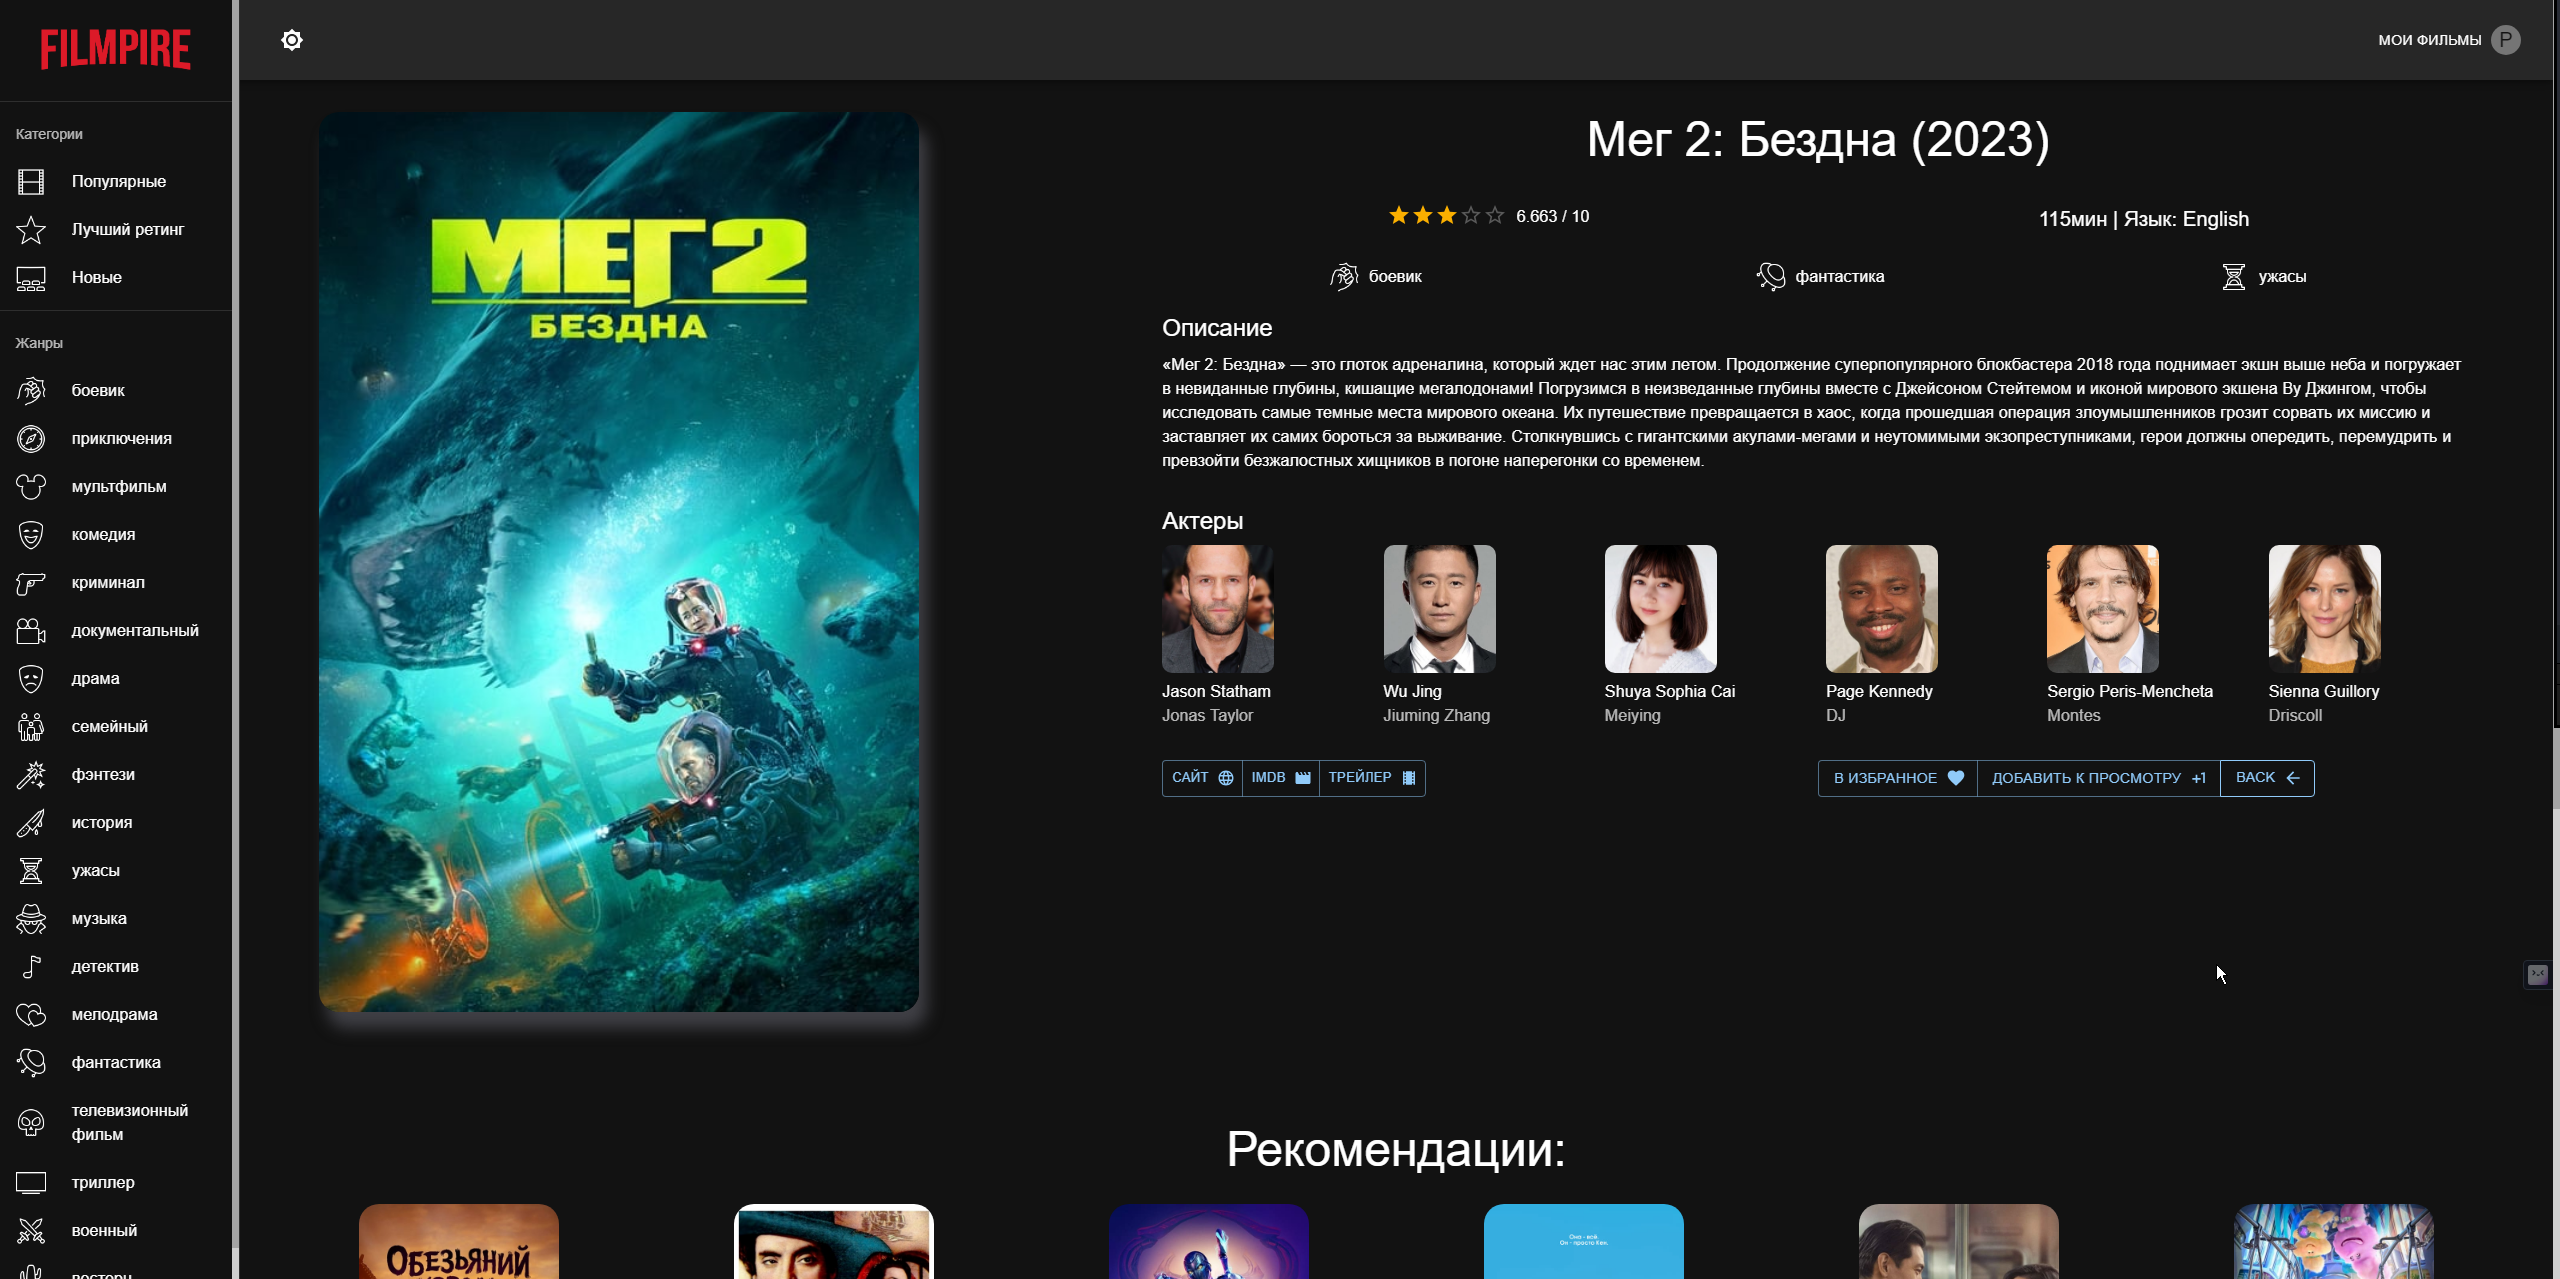 FILMPIRE
МОИ ФИЛЬМЫ
P
Категории
Популярные
Лучший ретинг
Новые
Жанры
боевик
приключения
мультфильм
комедия
криминал
документальный
драма
семейный
фэнтези
история
ужасы
музыка
детектив
мелодрама
фантастика
телевизионный
фильм
триллер
военный
вестерн
МЕГ2
БЕЗДНА
Мег 2: Бездна (2023)
6.663 / 10
115мин | Язык: English
боевик
фантастика
ужасы
Описание
«Мег 2: Бездна» — это глоток адреналина, который ждет нас этим летом. Продолжение суперпопулярного блокбастера 2018 года поднимает экшн выше неба и погружает
в невиданные глубины, кишащие мегалодонами! Погрузимся в неизведанные глубины вместе с Джейсоном Стейтемом и иконой мирового экшена Ву Джингом, чтобы
исследовать самые темные места мирового океана. Их путешествие превращается в хаос, когда прошедшая операция злоумышленников грозит сорвать их миссию и
заставляет их самих бороться за выживание. Столкнувшись с гигантскими акулами-мегами и неутомимыми экзопреступниками, герои должны опередить, перемудрить и
превзойти безжалостных хищников в погоне наперегонки со временем.
Актеры
Jason Statham
Jonas Taylor
Wu Jing
Jiuming Zhang
Shuya Sophia Cai
Meiying
Page Kennedy
DJ
Sergio Peris-Mencheta
Montes
Sienna Guillory
Driscoll
САЙТ
IMDB
ТРЕЙЛЕР
В ИЗБРАННОЕ
ДОБАВИТЬ К ПРОСМОТРУ +1
BACK
Рекомендации:
ОБЕЗЬЯНИЙ
Она - всё.
Он - просто Кен.